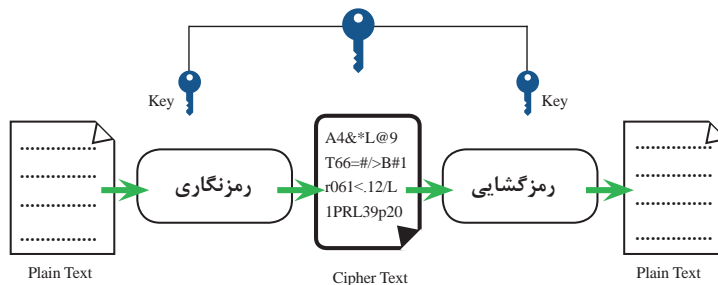 Key
Key
A4&*L@9
T66=#/>B#1
r061<.12/L
1PRL39p20
رمزنگاری
رمزگشایی
Plain Text
Cipher Text
Plain Text